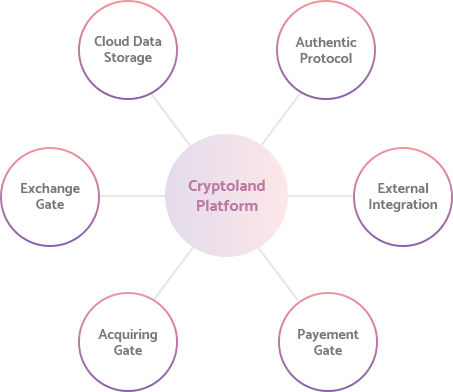 Cloud Data
Storage
Authentic
Protocol
Exchange
Gate
Cryptoland
Platform
External
Integration
Acquiring
Gate
Payement
Gate